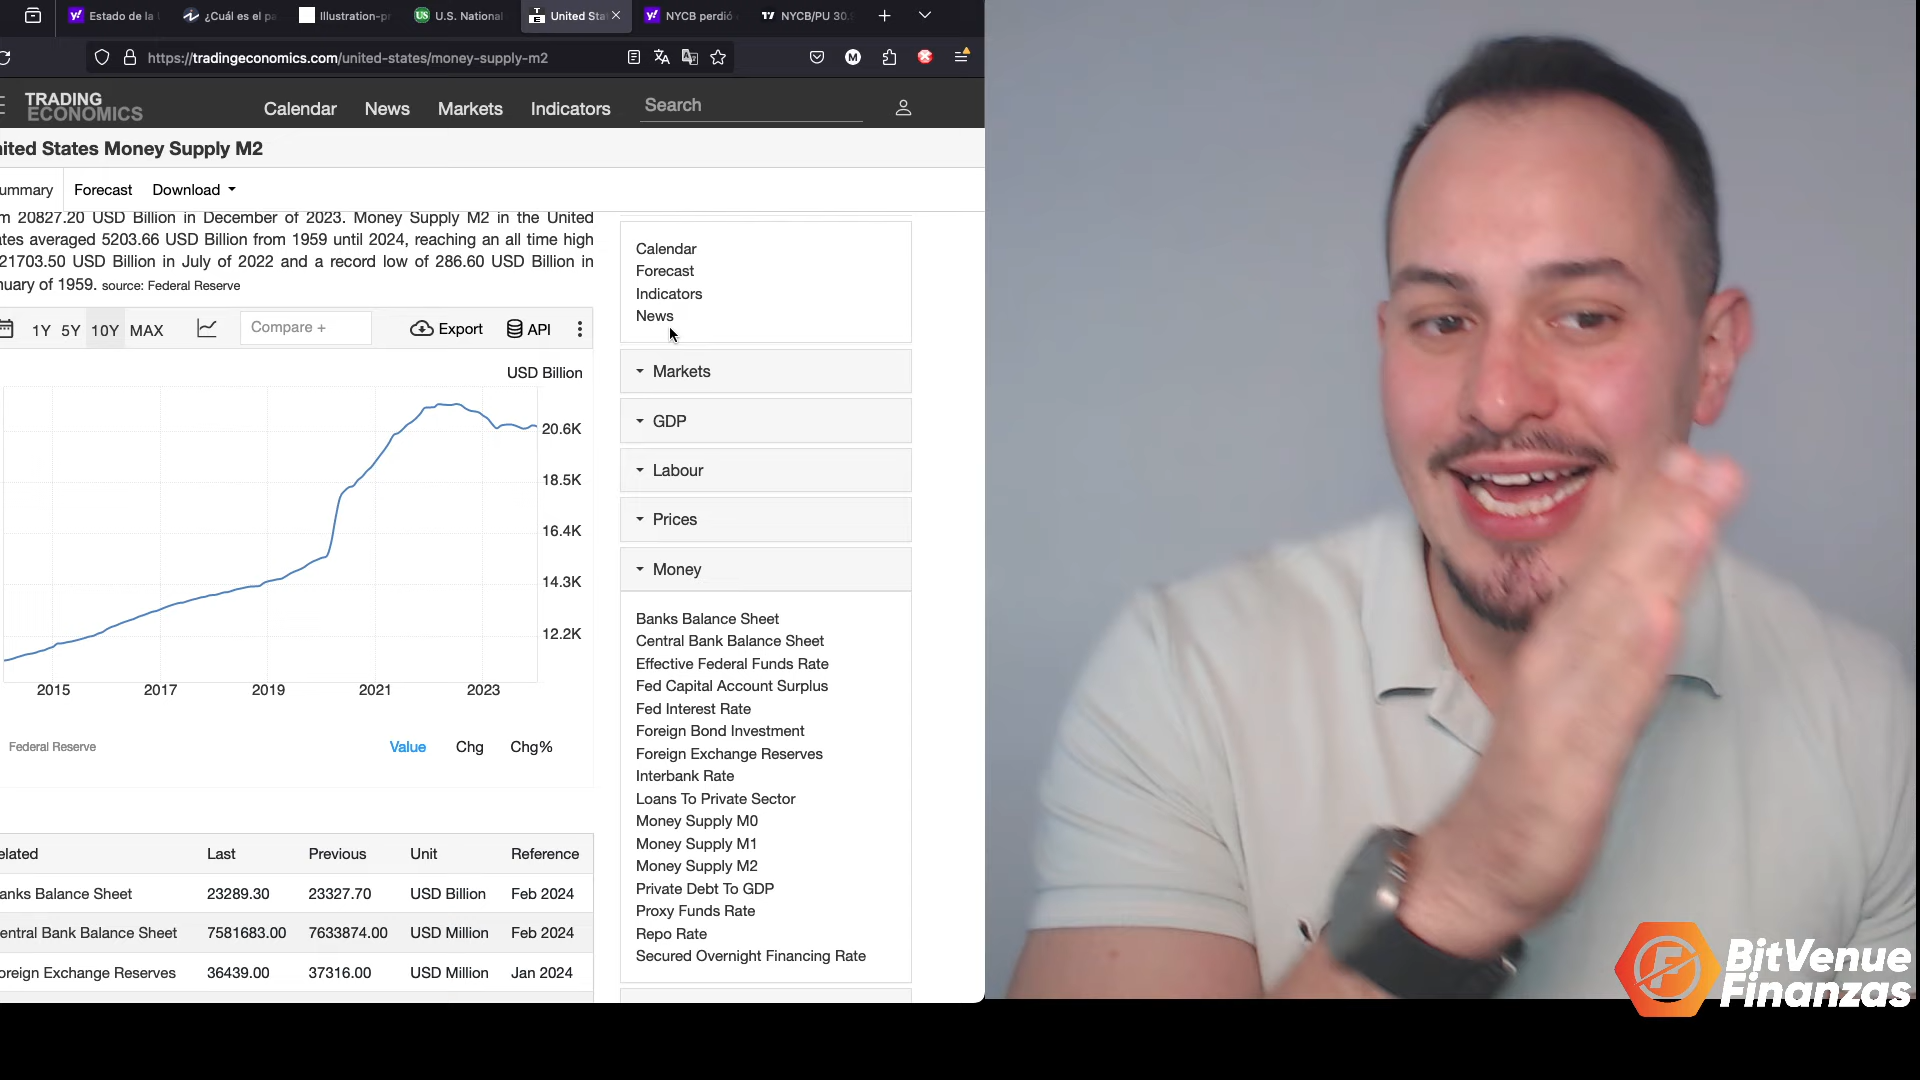 Estado de la
¿Cuál es el pa
Illustration-pr
U.S. National
United Sta
NYCB perdió
NYCB/PU 30.
https://tradingeconomics.com/united-states/money-supply-m2
TRADING
ECONOMICS
Calendar
News
Markets
Indicators
Search
ited States Money Supply M2
ummary
Forecast
Download
m 20827.20 USD Billion in December of 2023. Money Supply M2 in the United
ates averaged 5203.66 USD Billion from 1959 until 2024, reaching an all time high
21703.50 USD Billion in July of 2022 and a record low of 286.60 USD Billion in
nuary of 1959. source: Federal Reserve
1Y 5Y 10Y MAX
Compare +
Export
API
USD Billion
20.6K
18.5K
16.4K
14.3K
12.2K
2015 2017 2019 2021 2023
Federal Reserve
Value Chg Chg%
elated Last Previous Unit Reference
anks Balance Sheet 23289.30 23327.70 USD Billion Feb 2024
entral Bank Balance Sheet 7581683.00 7633874.00 USD Million Feb 2024
oreign Exchange Reserves 36439.00 37316.00 USD Million Jan 2024
Calendar
Forecast
Indicators
News
Markets
GDP
Labour
Prices
Money
Banks Balance Sheet
Central Bank Balance Sheet
Effective Federal Funds Rate
Fed Capital Account Surplus
Fed Interest Rate
Foreign Bond Investment
Foreign Exchange Reserves
Interbank Rate
Loans To Private Sector
Money Supply M0
Money Supply M1
Money Supply M2
Private Debt To GDP
Proxy Funds Rate
Repo Rate
Secured Overnight Financing Rate
BitVenue
Finanzas